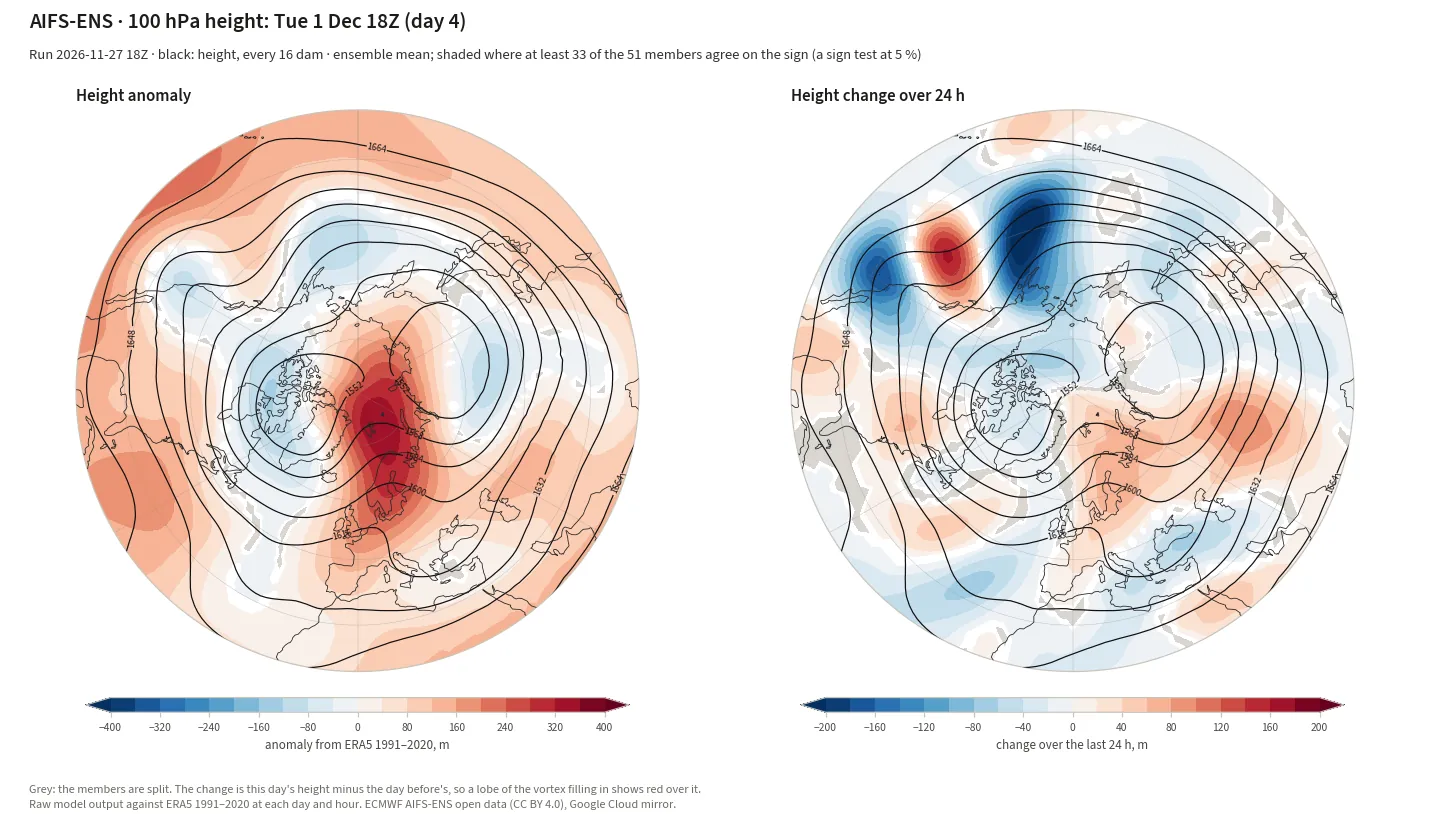 AIFS-ENS · 100 hPa height: Tue 1 Dec 18Z (day 4)
Run 2026-11-27 18Z · black: height, every 16 dam · ensemble mean; shaded where at least 33 of the 51 members agree on the sign (a sign test at 5 %)
Height anomaly
Height change over 24 h
1664
1648
1552
1568
1584
1600
1616
1632
1664
1664
1648
1552
1568
1584
1600
1616
1632
1664
−400 −320 −240 −160 −80 0 80 160 240 320 400
anomaly from ERA5 1991–2020, m
−200 −160 −120 −80 −40 0 40 80 120 160 200
change over the last 24 h, m
Grey: the members are split. The change is this day's height minus the day before's, so a lobe of the vortex filling in shows red over it.
Raw model output against ERA5 1991–2020 at each day and hour. ECMWF AIFS-ENS open data (CC BY 4.0), Google Cloud mirror.